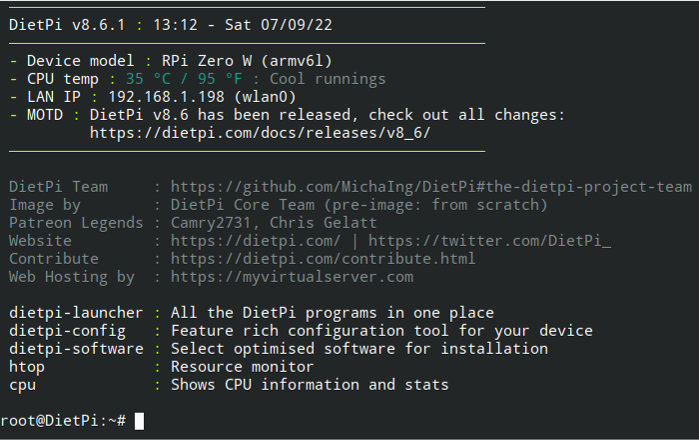 DietPi v8.6.1 : 13:12 - Sat 07/09/22
- Device model : RPi Zero W (armv6l)
- CPU temp : 35 °C / 95 °F : Cool runnings
- LAN IP : 192.168.1.198 (wlan0)
- MOTD : DietPi v8.6 has been released, check out all changes:
https://dietpi.com/docs/releases/v8_6/
DietPi Team : https://github.com/MichaIng/DietPi#the-dietpi-project-team
Image by : DietPi Core Team (pre-image: from scratch)
Patreon Legends : Camry2731, Chris Gelatt
Website : https://dietpi.com/ | https://twitter.com/DietPi_
Contribute : https://dietpi.com/contribute.html
Web Hosting by : https://myvirtualserver.com
dietpi-launcher : All the DietPi programs in one place
dietpi-config : Feature rich configuration tool for your device
dietpi-software : Select optimised software for installation
htop : Resource monitor
cpu : Shows CPU information and stats
root@DietPi:~#